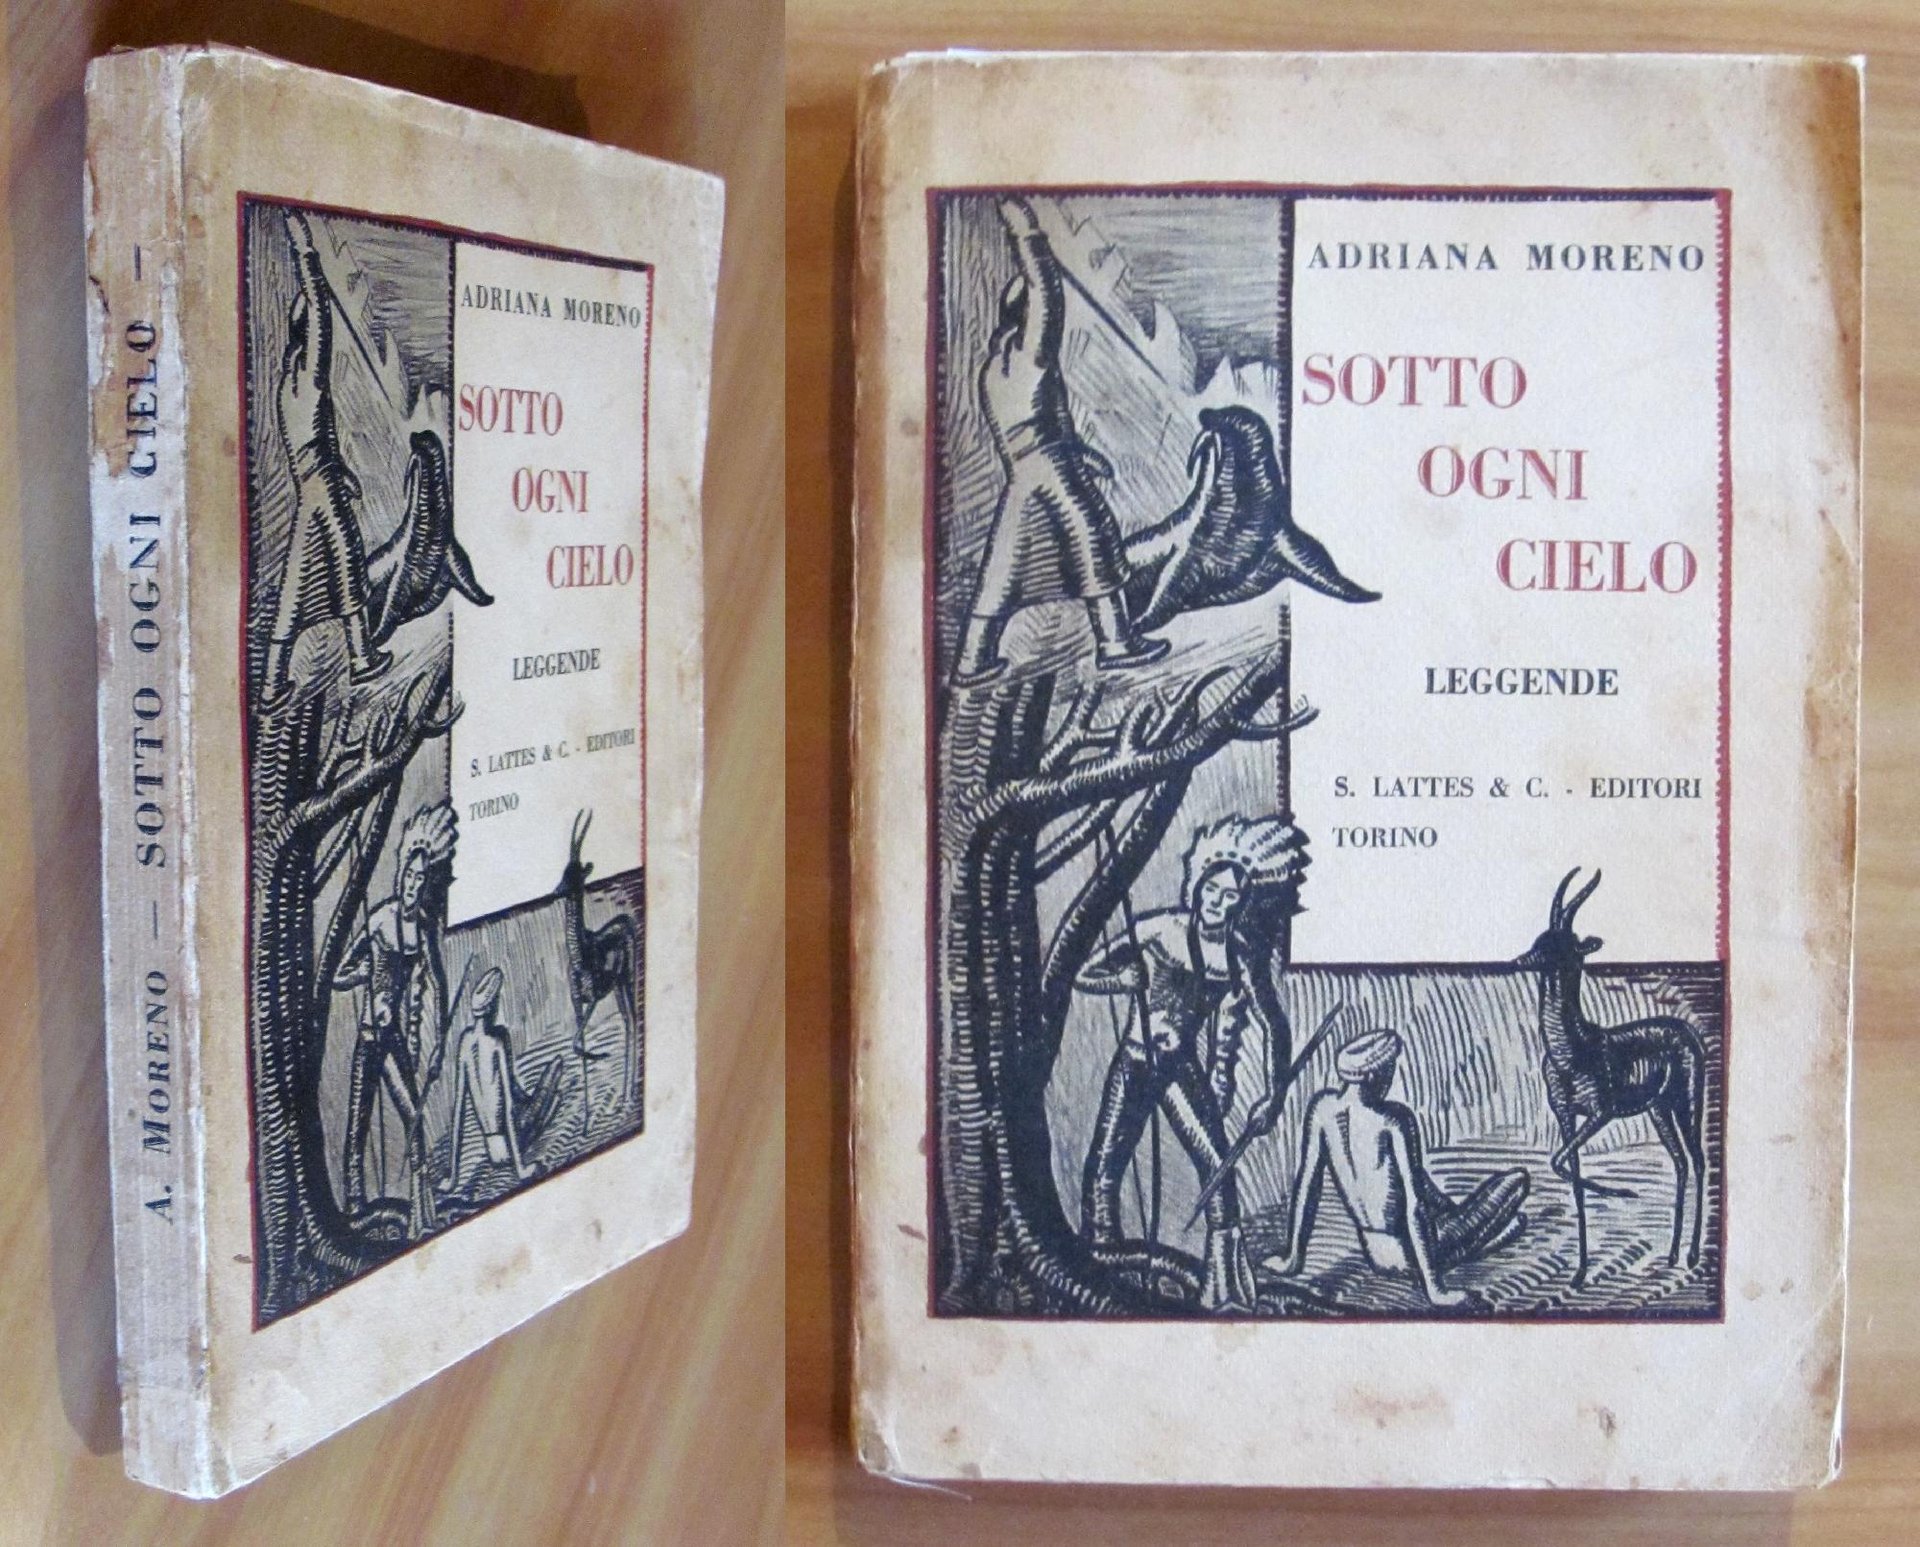 A. MORENO — SOTTO OGNI CIELO —
ADRIANA MORENO
SOTTO
OGNI
CIELO
LEGGENDE
S. LATTES & C. - EDITORI
TORINO
ADRIANA MORENO
SOTTO
OGNI
CIELO
LEGGENDE
S. LATTES & C. - EDITORI
TORINO